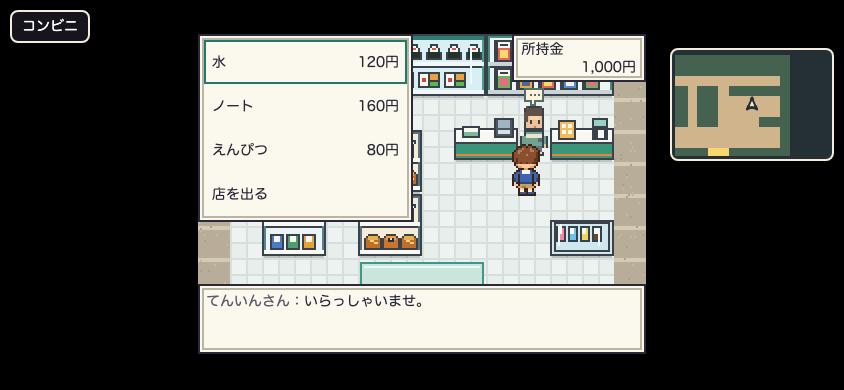 コンビニ
水 120円
ノート 160円
えんぴつ 80円
店を出る
所持金
1,000円
てんいんさん：いらっしゃいませ。